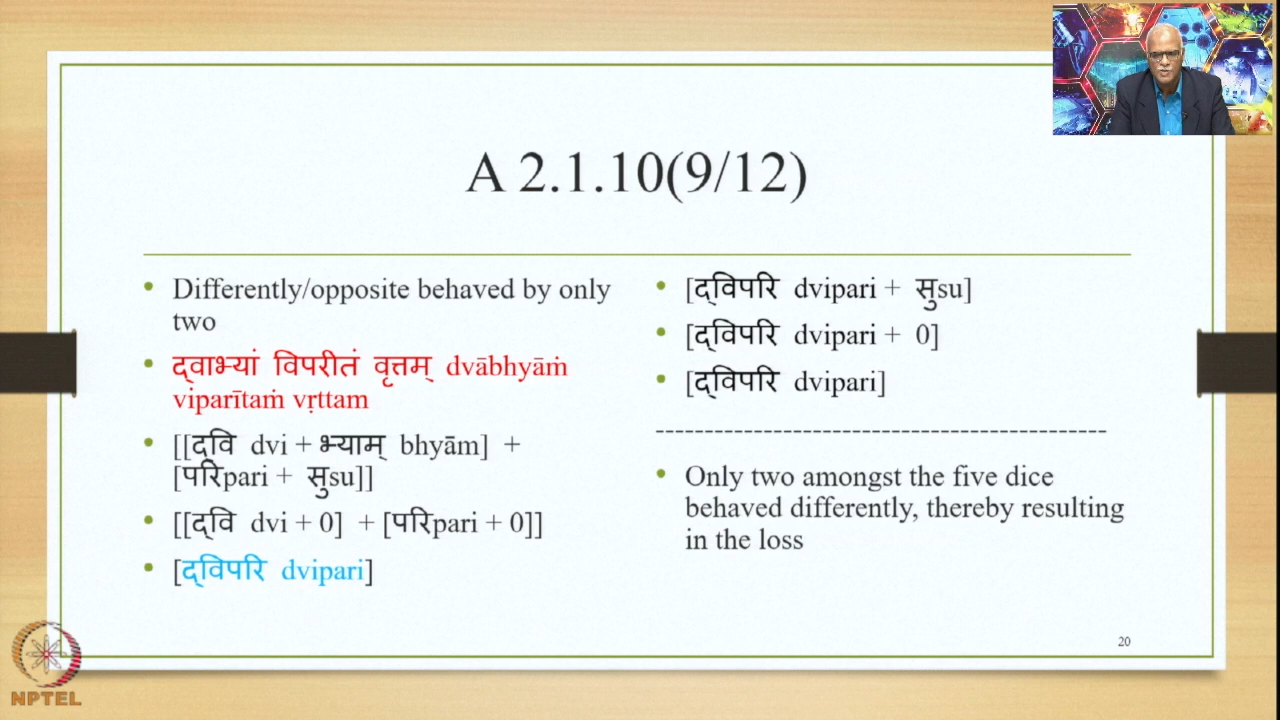 A 2.1.10(9/12)
• Differently/opposite behaved by only
two
• द्वाभ्यां विपरीतं वृत्तम् dvābhyāṁ
viparītaṁ vṛttam
• [[द्वि dvi + भ्याम् bhyām] +
[परिpari + सुsu]]
• [[द्वि dvi + 0] + [परिpari + 0]]
• [द्विपरि dvipari]
• [द्विपरि dvipari + सुsu]
• [द्विपरि dvipari + 0]
• [द्विपरि dvipari]
----------------------------------------------
• Only two amongst the five dice
behaved differently, thereby resulting
in the loss
20
NPTEL